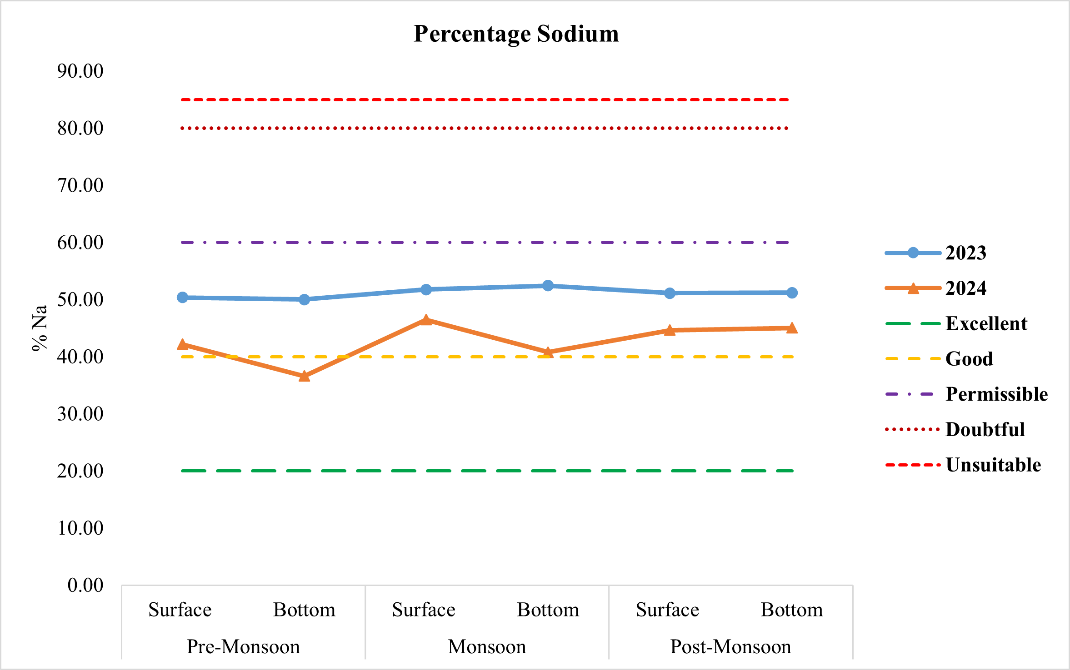 Percentage Sodium
90.00
80.00
70.00
60.00
50.00
40.00
30.00
20.00
10.00
0.00
% Na
Surface Bottom Surface Bottom Surface Bottom
Pre-Monsoon Monsoon Post-Monsoon
2023
2024
Excellent
Good
Permissible
Doubtful
Unsuitable